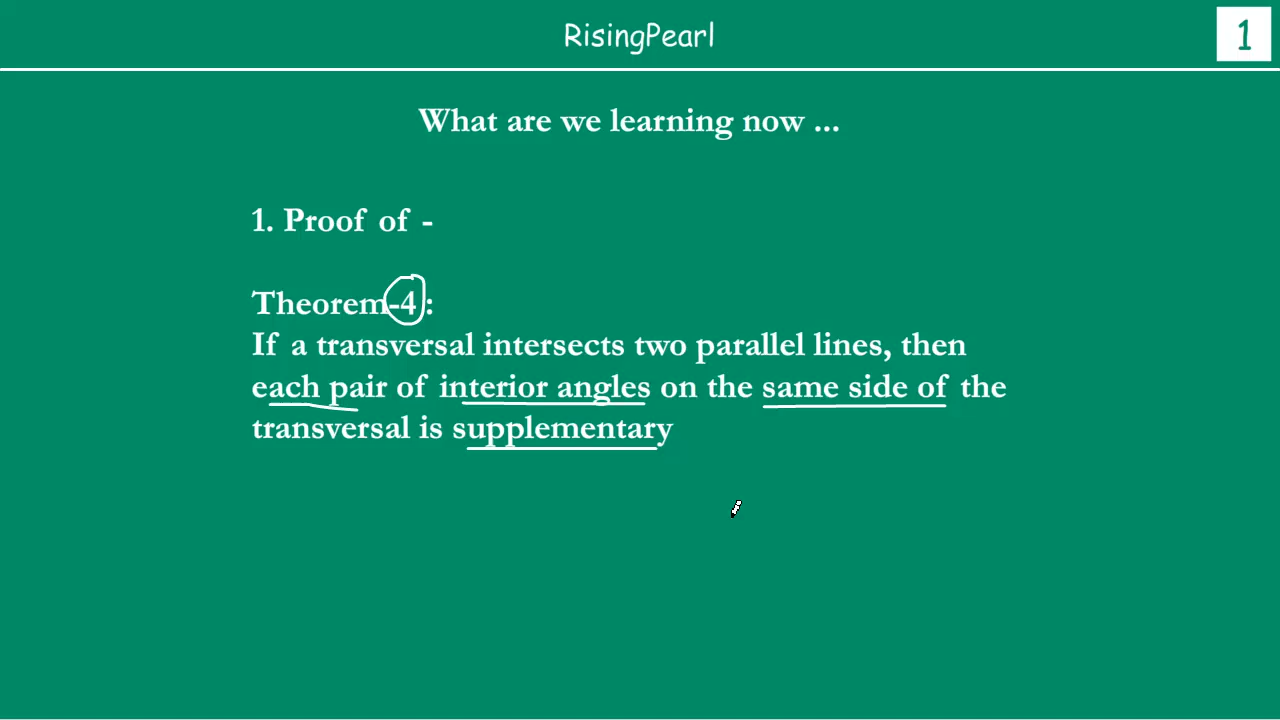 RisingPearl
1
What are we learning now ...
1. Proof of -
Theorem-4 :
If a transversal intersects two parallel lines, then
each pair of interior angles on the same side of the
transversal is supplementary